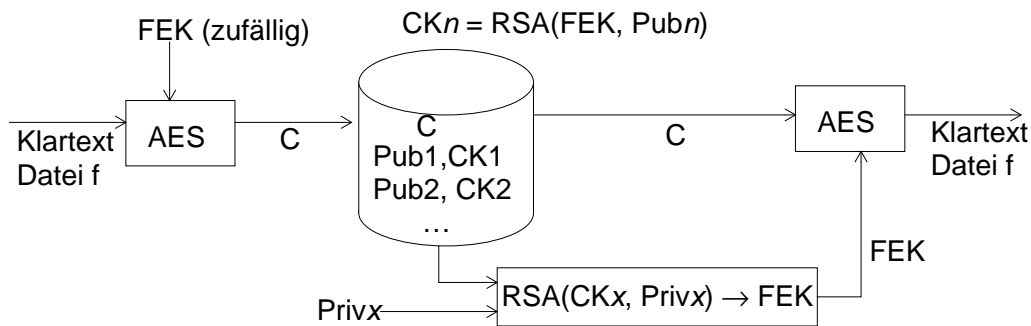 FEK (zufällig)
CKn = RSA(FEK, Pubn)
Klartext
Datei f
AES
C
C
Pub1,CK1
Pub2, CK2
…
C
AES
Klartext
Datei f
FEK
RSA(CKx, Privx) → FEK
Privx